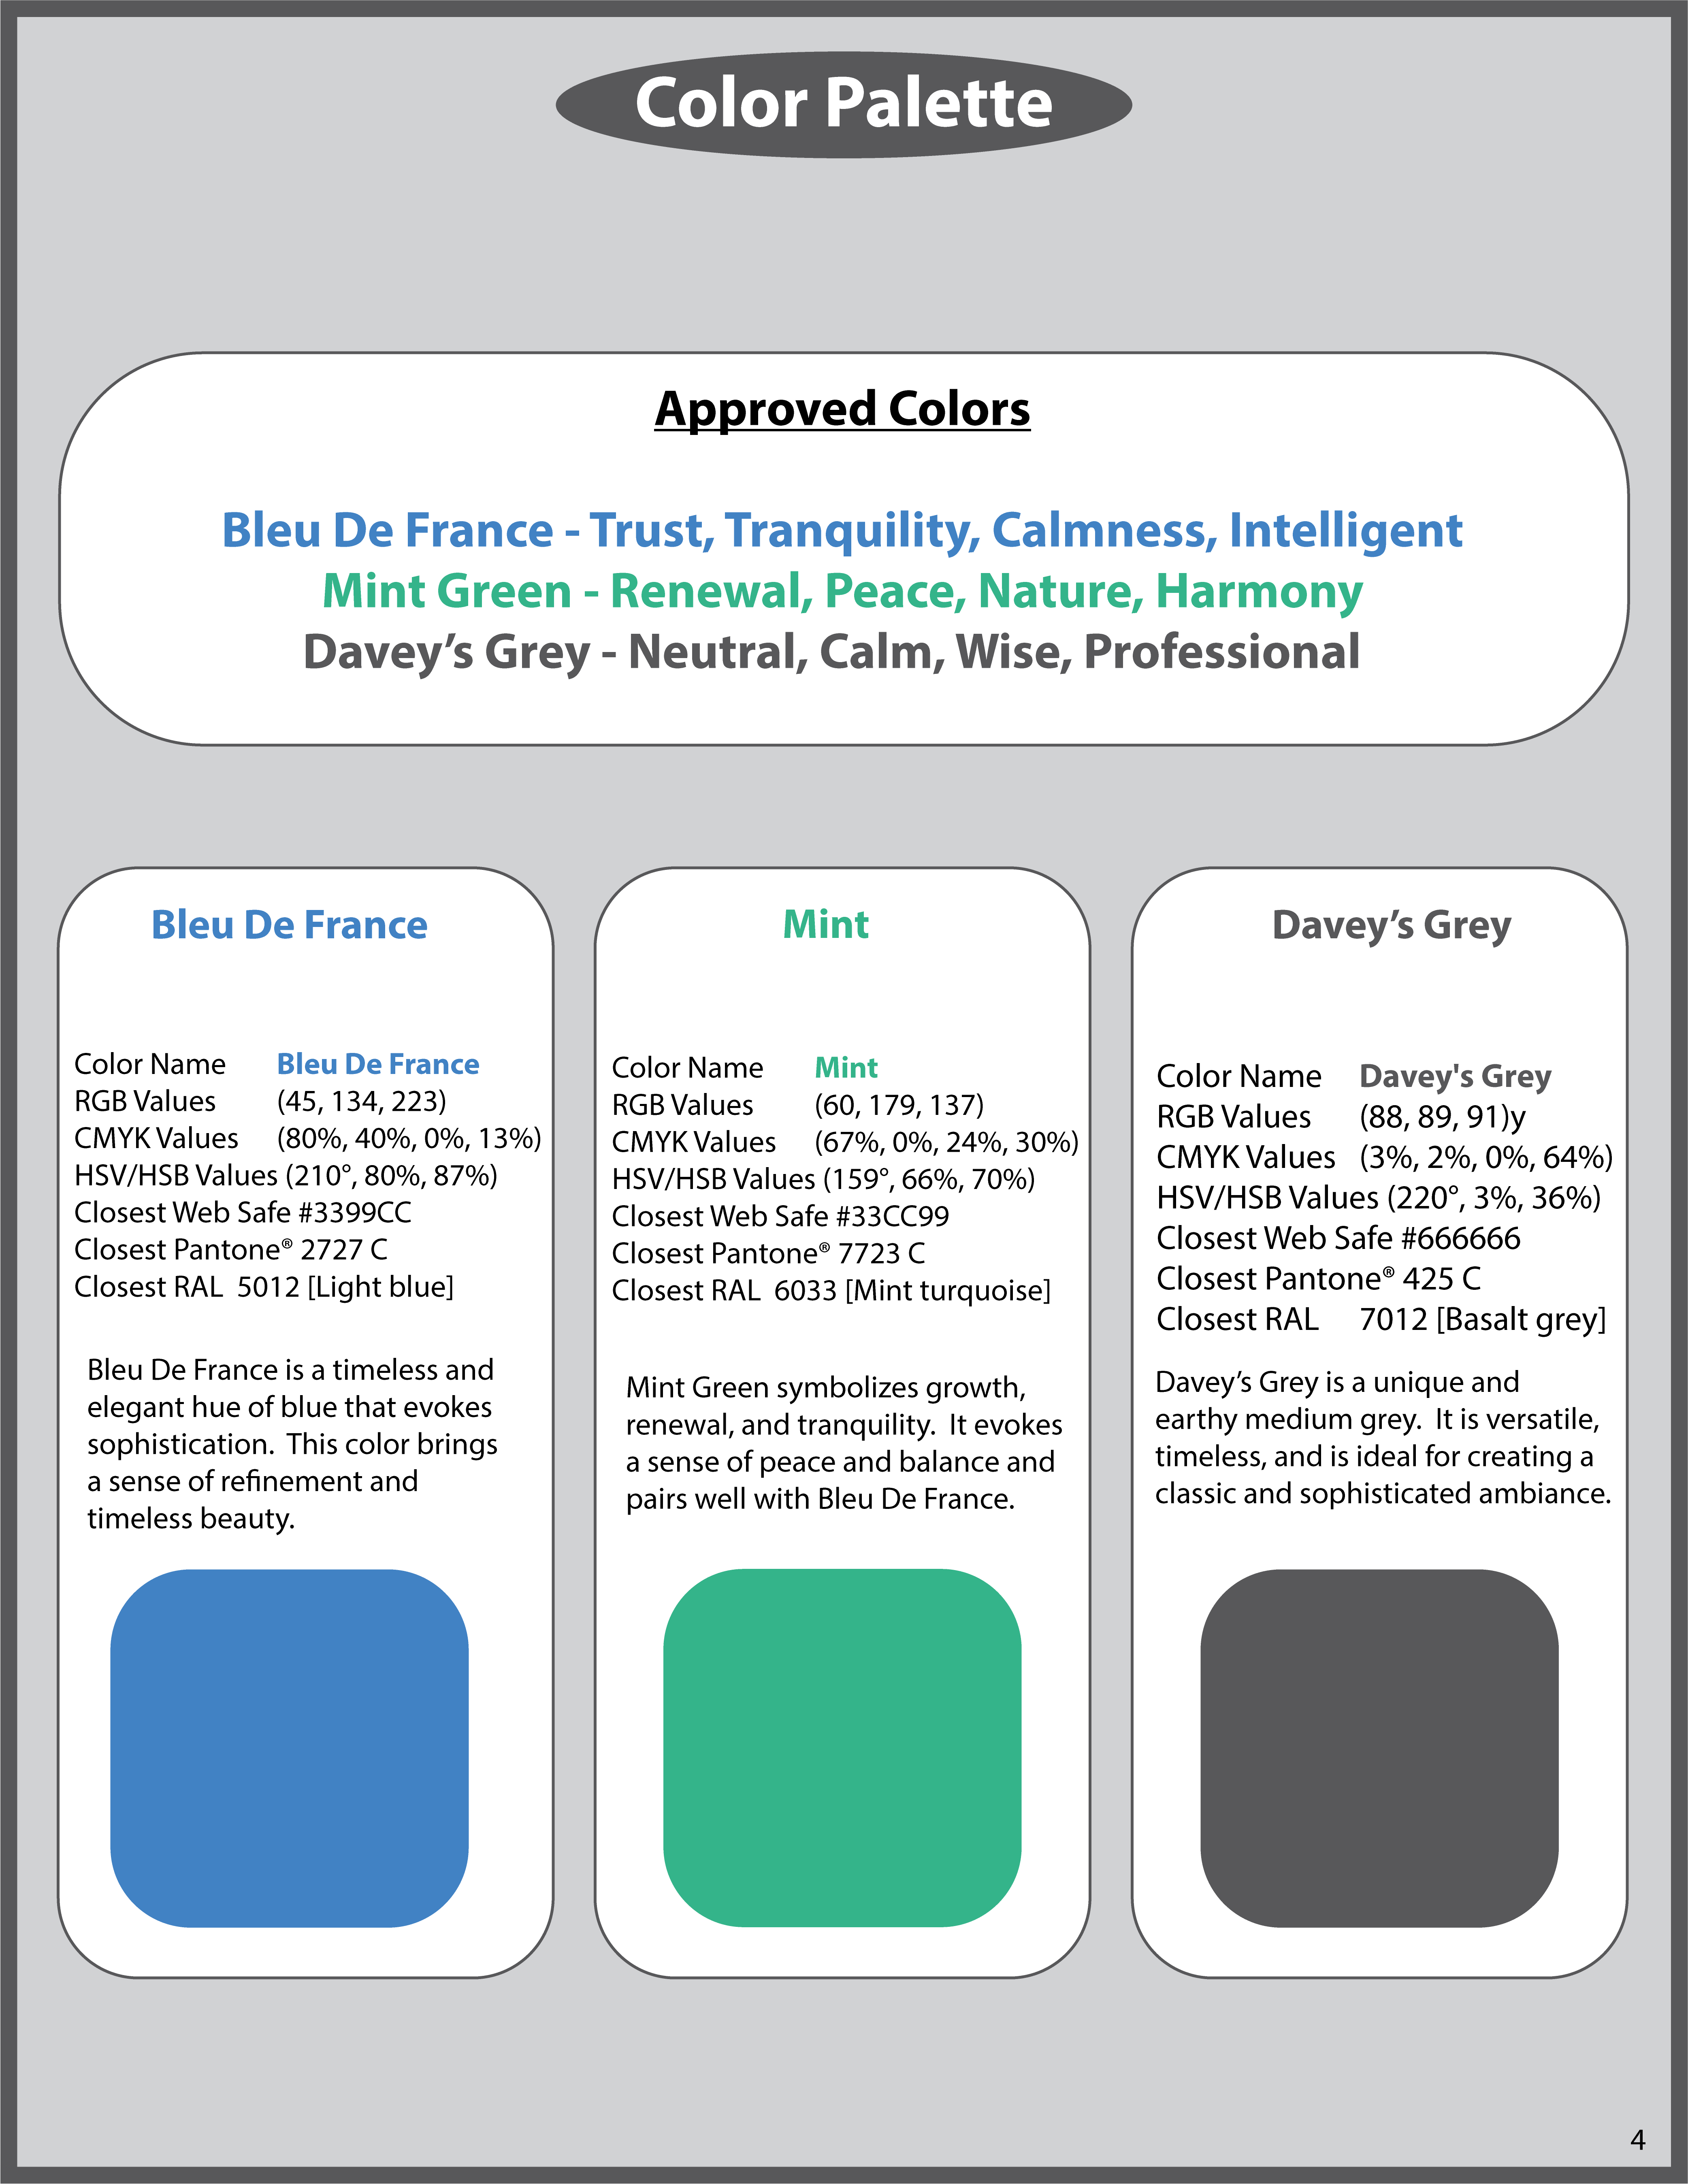 Color Palette
Approved Colors
Bleu De France - Trust, Tranquility, Calmness, Intelligent
Mint Green - Renewal, Peace, Nature, Harmony
Davey’s Grey - Neutral, Calm, Wise, Professional
Bleu De France
Color Name Bleu De France
RGB Values (45, 134, 223)
CMYK Values (80%, 40%, 0%, 13%)
HSV/HSB Values (210°, 80%, 87%)
Closest Web Safe #3399CC
Closest Pantone® 2727 C
Closest RAL 5012 [Light blue]
Bleu De France is a timeless and
elegant hue of blue that evokes
sophistication. This color brings
a sense of refinement and
timeless beauty.
Mint
Color Name Mint
RGB Values (60, 179, 137)
CMYK Values (67%, 0%, 24%, 30%)
HSV/HSB Values (159°, 66%, 70%)
Closest Web Safe #33CC99
Closest Pantone® 7723 C
Closest RAL 6033 [Mint turquoise]
Mint Green symbolizes growth,
renewal, and tranquility. It evokes
a sense of peace and balance and
pairs well with Bleu De France.
Davey’s Grey
Color Name Davey's Grey
RGB Values (88, 89, 91)y
CMYK Values (3%, 2%, 0%, 64%)
HSV/HSB Values (220°, 3%, 36%)
Closest Web Safe #666666
Closest Pantone® 425 C
Closest RAL 7012 [Basalt grey]
Davey’s Grey is a unique and
earthy medium grey. It is versatile,
timeless, and is ideal for creating a
classic and sophisticated ambiance.
4